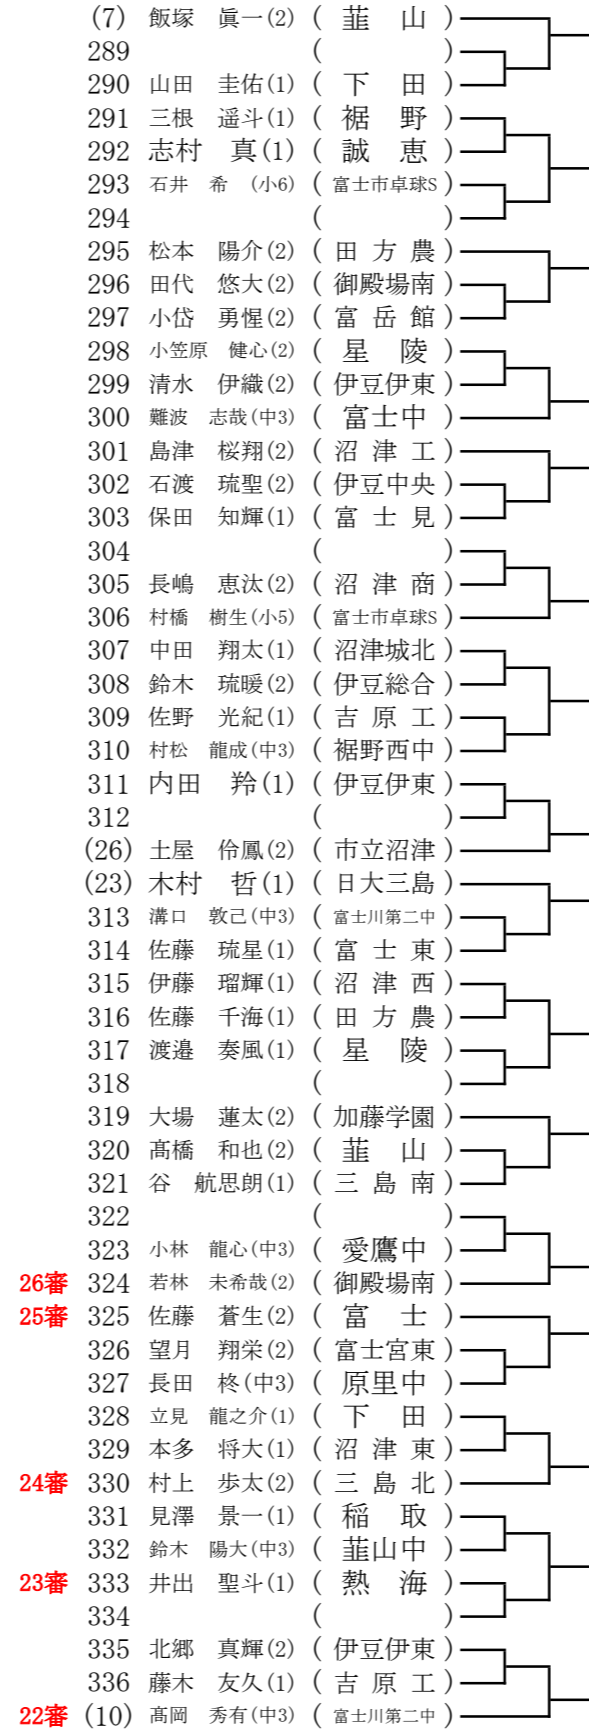 (7) 飯塚　眞一(2) ( 韮　山 )
289 (　　　)
290 山田　圭佑(1) ( 下　田 )
291 三根　遥斗(1) ( 裾　野 )
292 志村　真(1) ( 誠　恵 )
293 石井　希　(小6) ( 富士市卓球S )
294 (　　　)
295 松本　陽介(2) ( 田 方 農 )
296 田代　悠大(2) ( 御殿場南 )
297 小岱　勇惺(2) ( 富 岳 館 )
298 小笠原　健心(2) ( 星　陵 )
299 清水　伊織(2) ( 伊豆伊東 )
300 難波　志哉(中3) ( 富士中 )
301 島津　桜翔(2) ( 沼 津 工 )
302 石渡　琉聖(2) ( 伊豆中央 )
303 保田　知輝(1) ( 富 士 見 )
304 (　　　)
305 長嶋　恵汰(2) ( 沼 津 商 )
306 村橋　樹生(小5) ( 富士市卓球S )
307 中田　翔太(1) ( 沼津城北 )
308 鈴木　琉暖(2) ( 伊豆総合 )
309 佐野　光紀(1) ( 吉 原 工 )
310 村松　龍成(中3) ( 裾野西中 )
311 内田　羚(1) ( 伊豆伊東 )
312 (　　　)
(26) 土屋　伶鳳(2) ( 市立沼津 )
(23) 木村　哲(1) ( 日大三島 )
313 溝口　敦己(中3) ( 富士川第二中 )
314 佐藤　琉星(1) ( 富 士 東 )
315 伊藤　瑠輝(1) ( 沼 津 西 )
316 佐藤　千海(1) ( 田 方 農 )
317 渡邉　奏風(1) ( 星　陵 )
318 (　　　)
319 大場　蓮太(2) ( 加藤学園 )
320 髙橋　和也(2) ( 韮　山 )
321 谷　航思朗(1) ( 三 島 南 )
322 (　　　)
323 小林　龍心(中3) ( 愛鷹中 )
26審 324 若林　未希哉(2) ( 御殿場南 )
25審 325 佐藤　蒼生(2) ( 富　士 )
326 望月　翔栄(2) ( 富士宮東 )
327 長田　柊(中3) ( 原里中 )
328 立見　龍之介(1) ( 下　田 )
329 本多　将大(1) ( 沼 津 東 )
24審 330 村上　歩太(2) ( 三 島 北 )
331 見澤　景一(1) ( 稲　取 )
332 鈴木　陽大(中3) ( 韮山中 )
23審 333 井出　聖斗(1) ( 熱　海 )
334 (　　　)
335 北郷　真輝(2) ( 伊豆伊東 )
336 藤木　友久(1) ( 吉 原 工 )
22審 (10) 髙岡　秀有(中3) ( 富士川第二中 )